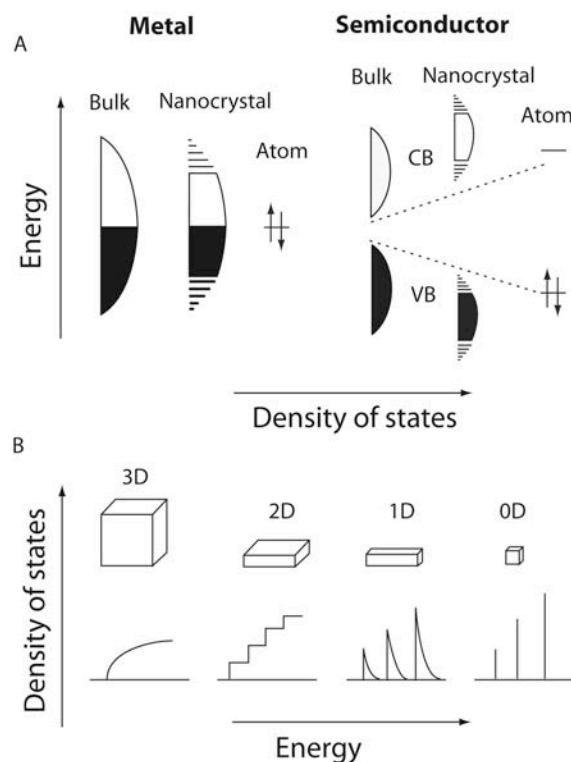 A
Metal
Semiconductor
Bulk
Nanocrystal
Atom
Bulk
Nanocrystal
Atom
CB
VB
Energy
Density of states
B
3D
2D
1D
0D
Density of states
Energy